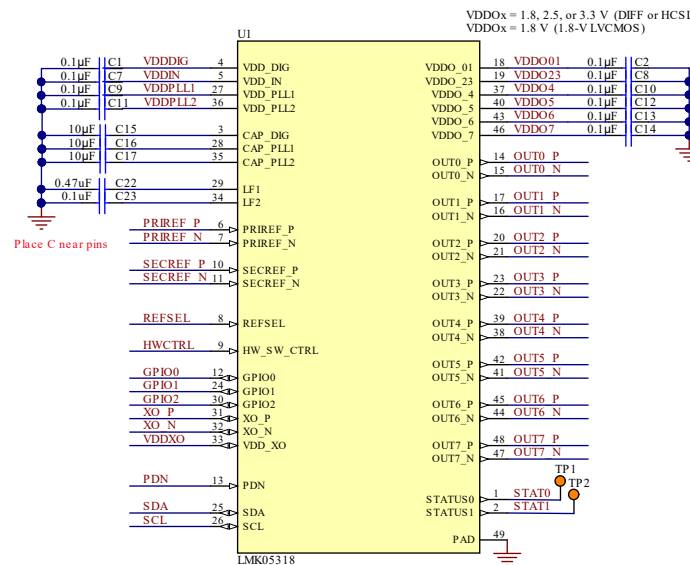 VDDOx = 1.8, 2.5, or 3.3 V (DIFF or HCSL
VDDOx = 1.8 V (1.8-V LVCMOS)
U1
0.1µF C1 VDDDIG 4 VDD_DIG VDDO_01 18 VDDO01 0.1µF C2
0.1µF C7 VDDIN 5 VDD_IN VDDO_23 19 VDDO23 0.1µF C8
0.1µF C9 VDDPLL1 27 VDD_PLL1 VDDO_4 37 VDDO4 0.1µF C10
0.1µF C11 VDDPLL2 36 VDD_PLL2 VDDO_5 40 VDDO5 0.1µF C12
VDDO_6 43 VDDO6 0.1µF C13
10µF C15 3 CAP_DIG VDDO_7 46 VDDO7 0.1µF C14
10µF C16 28 CAP_PLL1
10µF C17 35 CAP_PLL2 OUT0_P 14 OUT0_P
OUT0_N 15 OUT0_N
0.47uF C22 29 LF1
0.1uF C23 34 LF2 OUT1_P 17 OUT1_P
OUT1_N 16 OUT1_N
PRIREF_P 6 PRIREF_P
PRIREF_N 7 PRIREF_N OUT2_P 20 OUT2_P
Place C near pins
OUT2_N 21 OUT2_N
SECREF_P 10 SECREF_P
SECREF_N 11 SECREF_N OUT3_P 23 OUT3_P
OUT3_N 22 OUT3_N
REFSEL 8 REFSEL OUT4_P 39 OUT4_P
OUT4_N 38 OUT4_N
HWCTRL 9 HW_SW_CTRL
OUT5_P 42 OUT5_P
GPIO0 12 GPIO0 OUT5_N 41 OUT5_N
GPIO1 24 GPIO1
GPIO2 30 GPIO2 OUT6_P 45 OUT6_P
XO_P 31 XO_P OUT6_N 44 OUT6_N
XO_N 32 XO_N
VDDXO 33 VDD_XO OUT7_P 48 OUT7_P
OUT7_N 47 OUT7_N
TP1
PDN 13 PDN TP2
STATUS0 1 STAT0
SDA 25 SDA STATUS1 2 STAT1
SCL 26 SCL
PAD 49
LMK05318